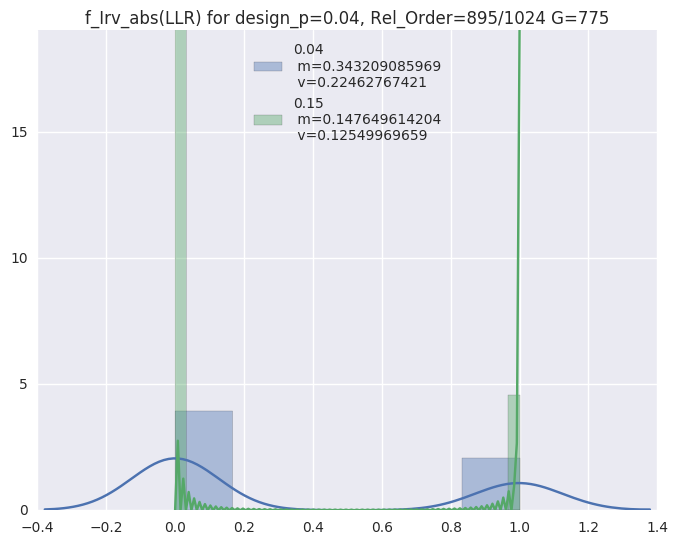 f_Irv_abs(LLR) for design_p=0.04, Rel_Order=895/1024 G=775
0.04
m=0.343209085969
v=0.22462767421
0.15
m=0.147649614204
v=0.12549969659
15
10
5
0
−0.4 −0.2 0.0 0.2 0.4 0.6 0.8 1.0 1.2 1.4